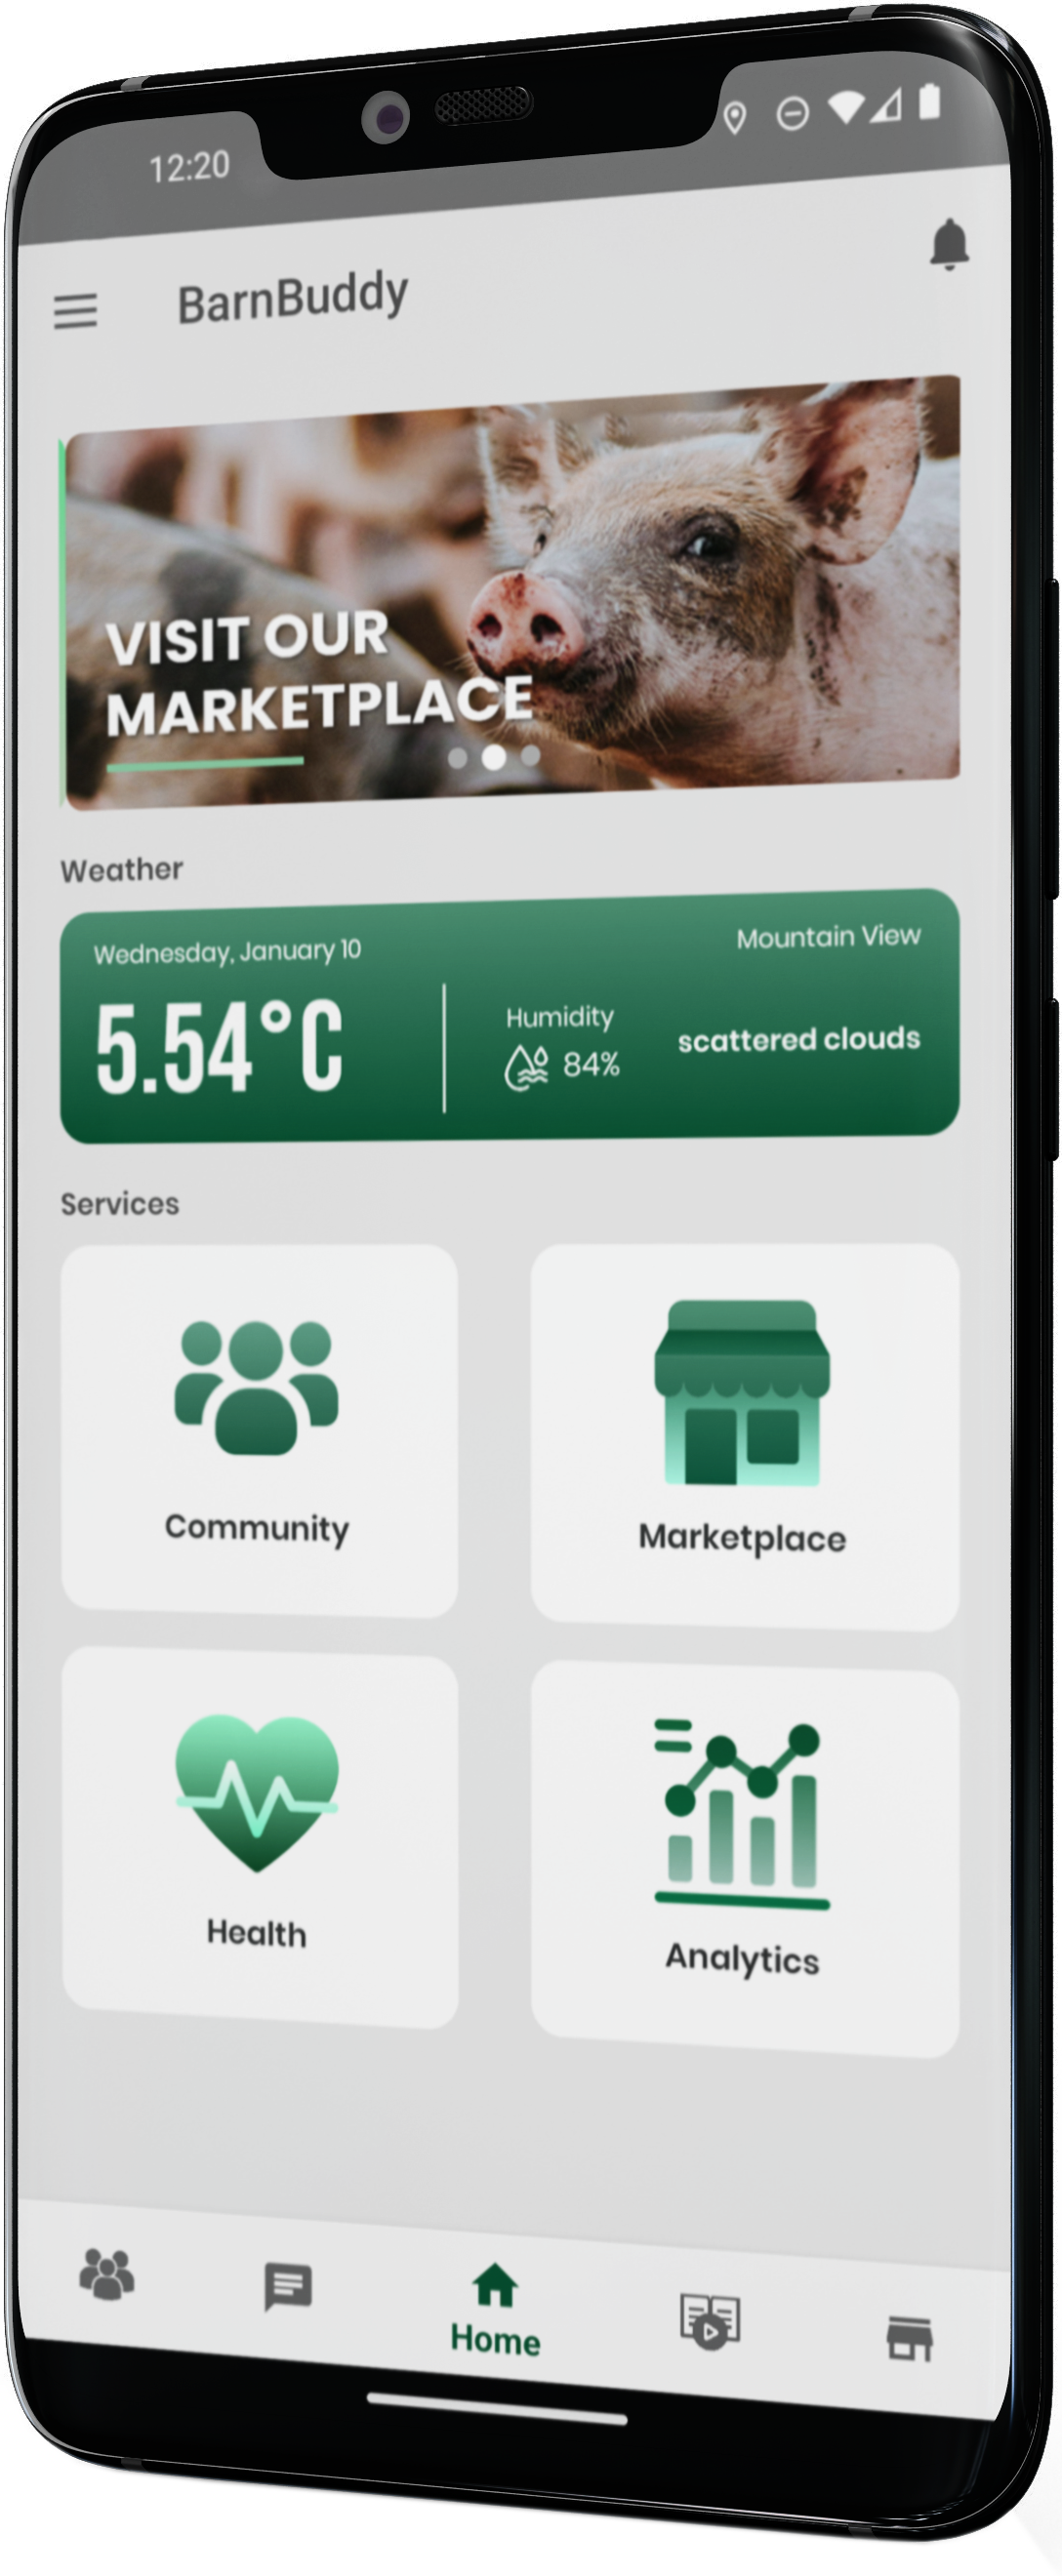 12:20
BarnBuddy
VISIT OUR
MARKETPLACE
Weather
Wednesday, January 10
Mountain View
5.54°C
Humidity
84%
scattered clouds
Services
Community
Marketplace
Health
Analytics
Home